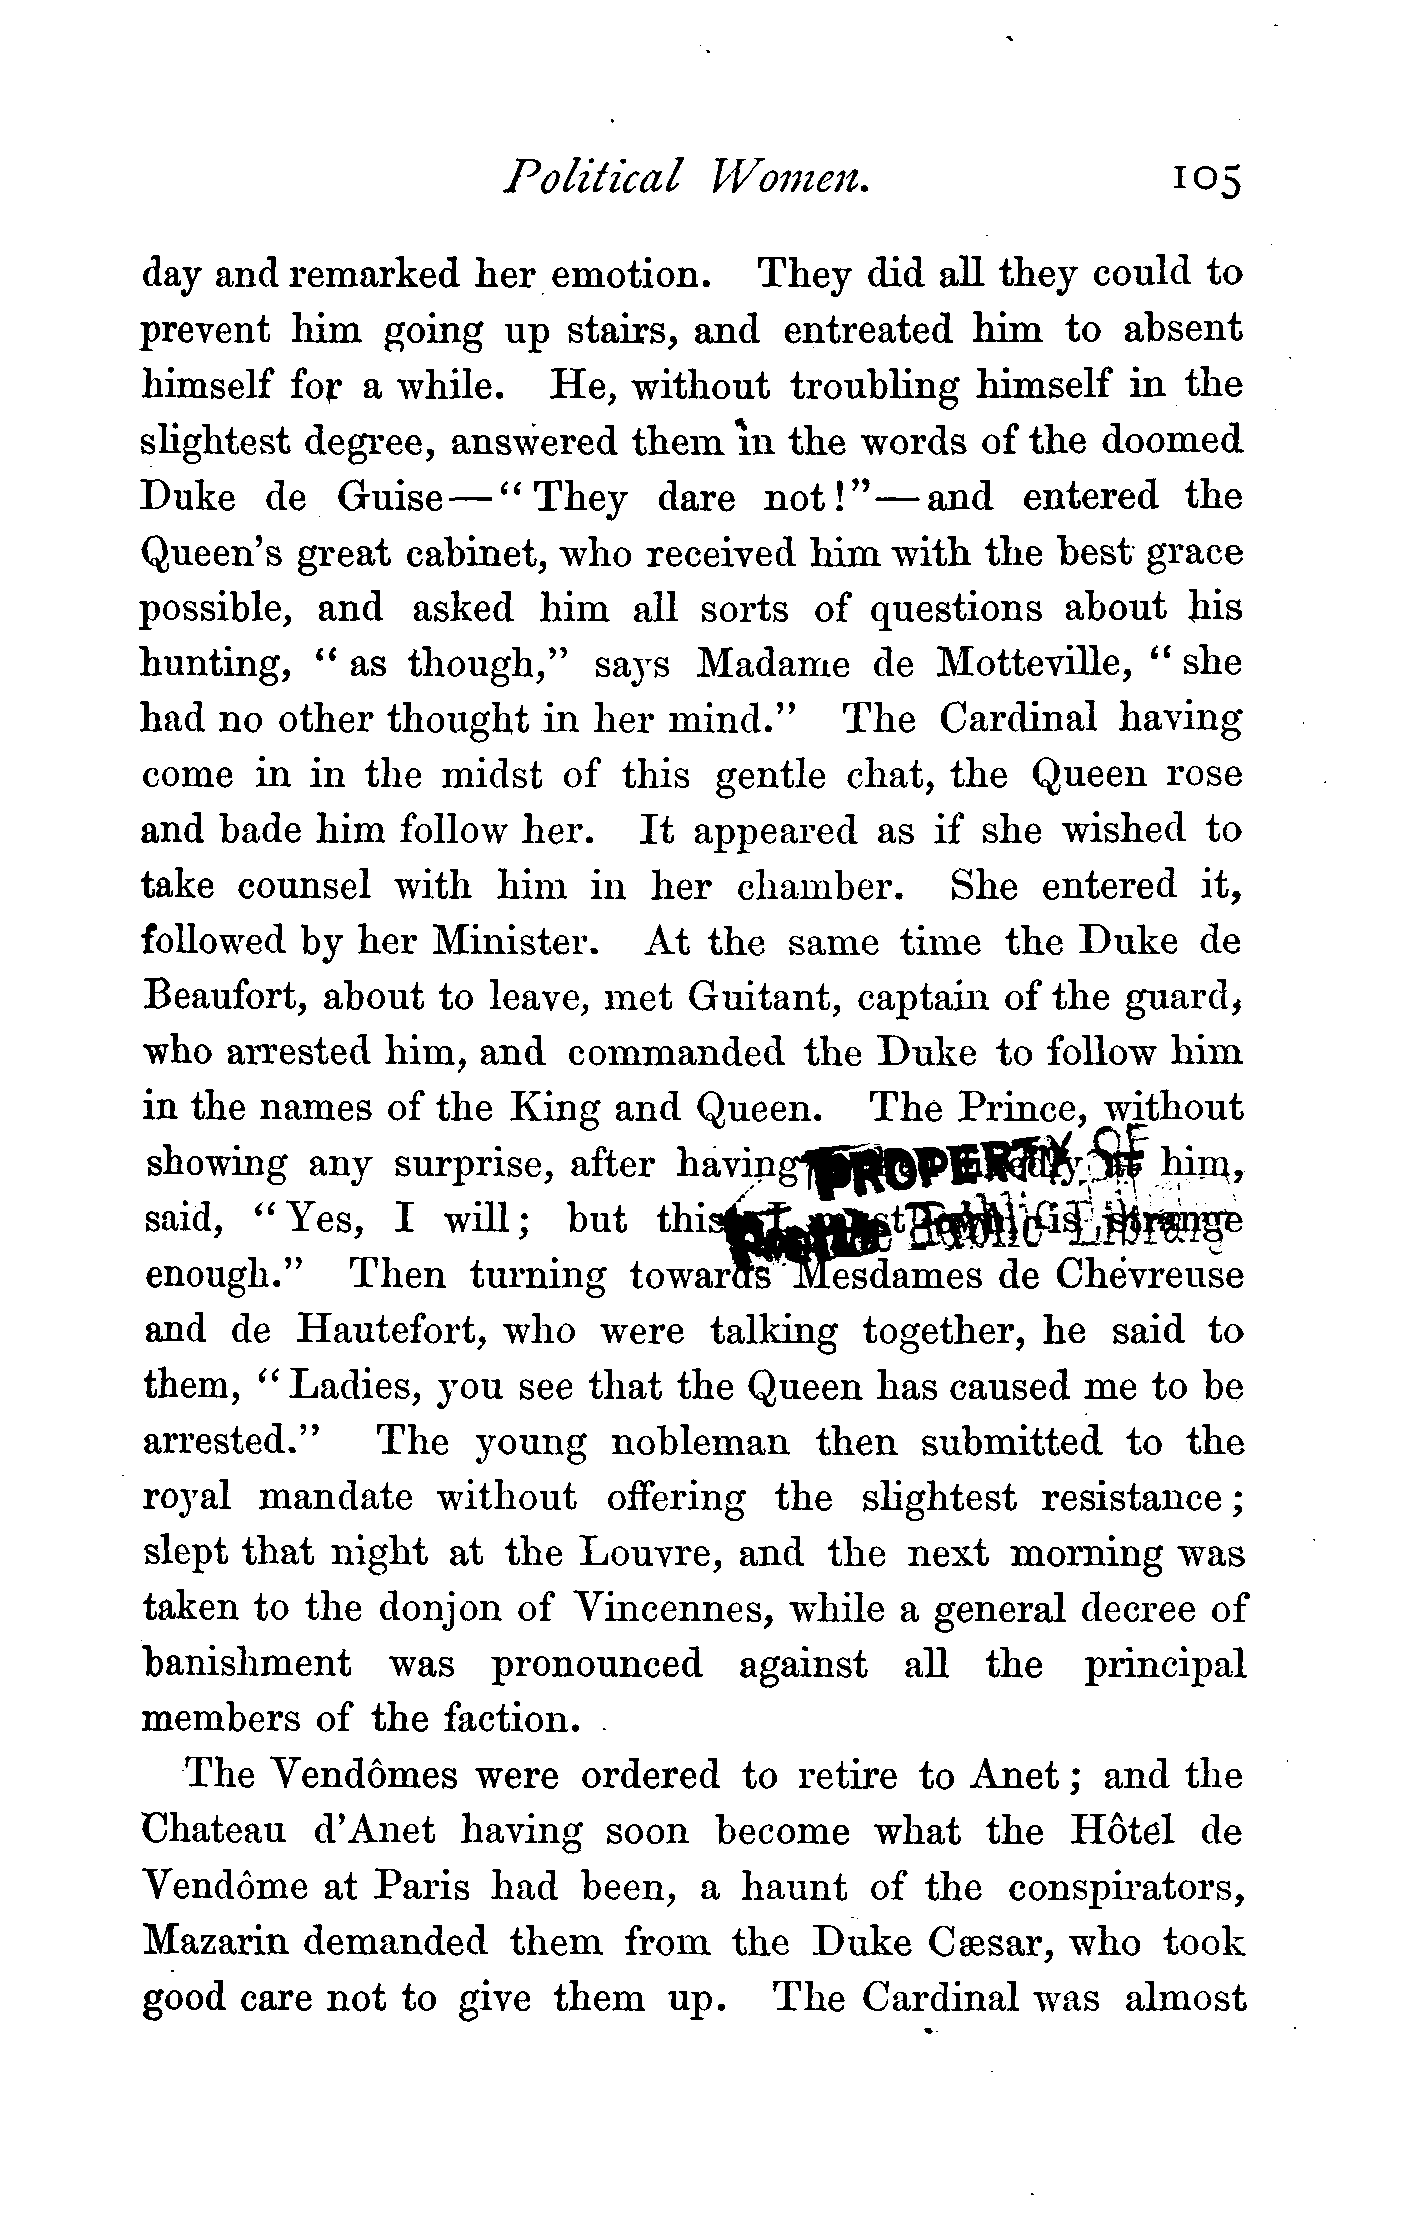 Political Women. 105
day and remarked her emotion. They did all they could to
prevent him going up stairs, and entreated him to absent
himself for a while. He, without troubling himself in the
slightest degree, answered them in the words of the doomed
Duke de Guise—“They dare not!”—and entered the
Queen’s great cabinet, who received him with the best grace
possible, and asked him all sorts of questions about his
hunting, “as though,” says Madame de Motteville, “she
had no other thought in her mind.” The Cardinal having
come in in the midst of this gentle chat, the Queen rose
and bade him follow her. It appeared as if she wished to
take counsel with him in her chamber. She entered it,
followed by her Minister. At the same time the Duke de
Beaufort, about to leave, met Guitant, captain of the guard,
who arrested him, and commanded the Duke to follow him
in the names of the King and Queen. The Prince, without
showing any surprise, after having PROPERTY OF him,
said, “Yes, I will; but this Public strange
enough.” Then turning towards Mesdames de Chevreuse
and de Hautefort, who were talking together, he said to
them, “Ladies, you see that the Queen has caused me to be
arrested.” The young nobleman then submitted to the
royal mandate without offering the slightest resistance;
slept that night at the Louvre, and the next morning was
taken to the donjon of Vincennes, while a general decree of
banishment was pronounced against all the principal
members of the faction.
The Vendômes were ordered to retire to Anet; and the
Chateau d’Anet having soon become what the Hôtel de
Vendôme at Paris had been, a haunt of the conspirators,
Mazarin demanded them from the Duke Cæsar, who took
good care not to give them up. The Cardinal was almost